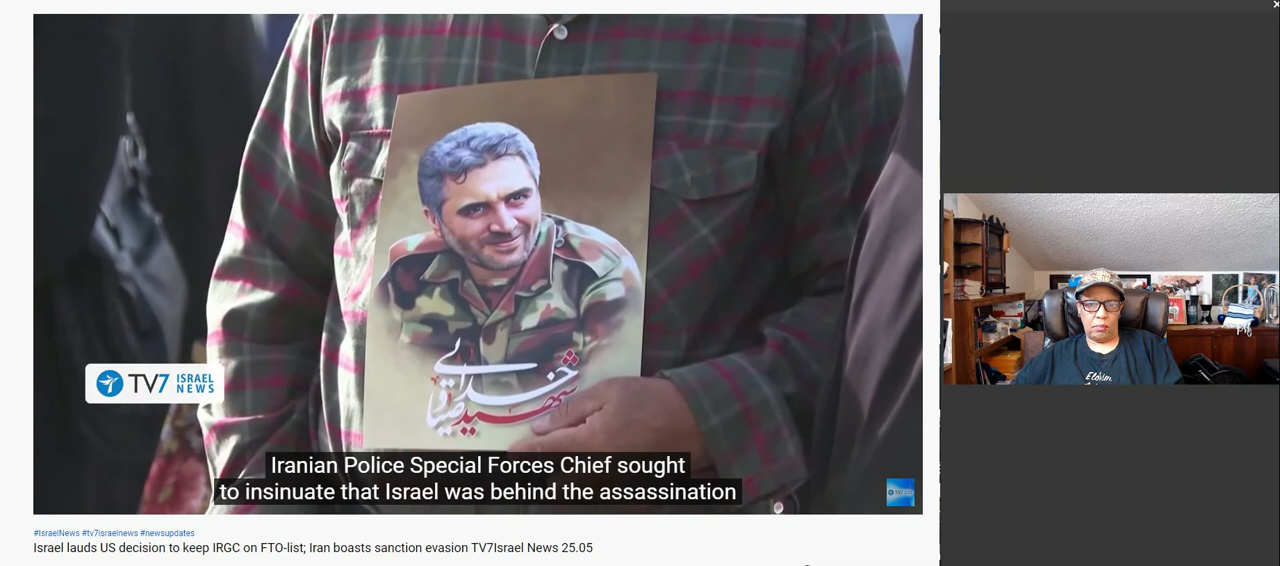 شهید
صیاد خدایی
TV7 ISRAEL
NEWS
Iranian Police Special Forces Chief sought
to insinuate that Israel was behind the assassination
#IsraelNews #tv7israelnews #newsupdates
Israel lauds US decision to keep IRGC on FTO-list; Iran boasts sanction evasion TV7Israel News 25.05